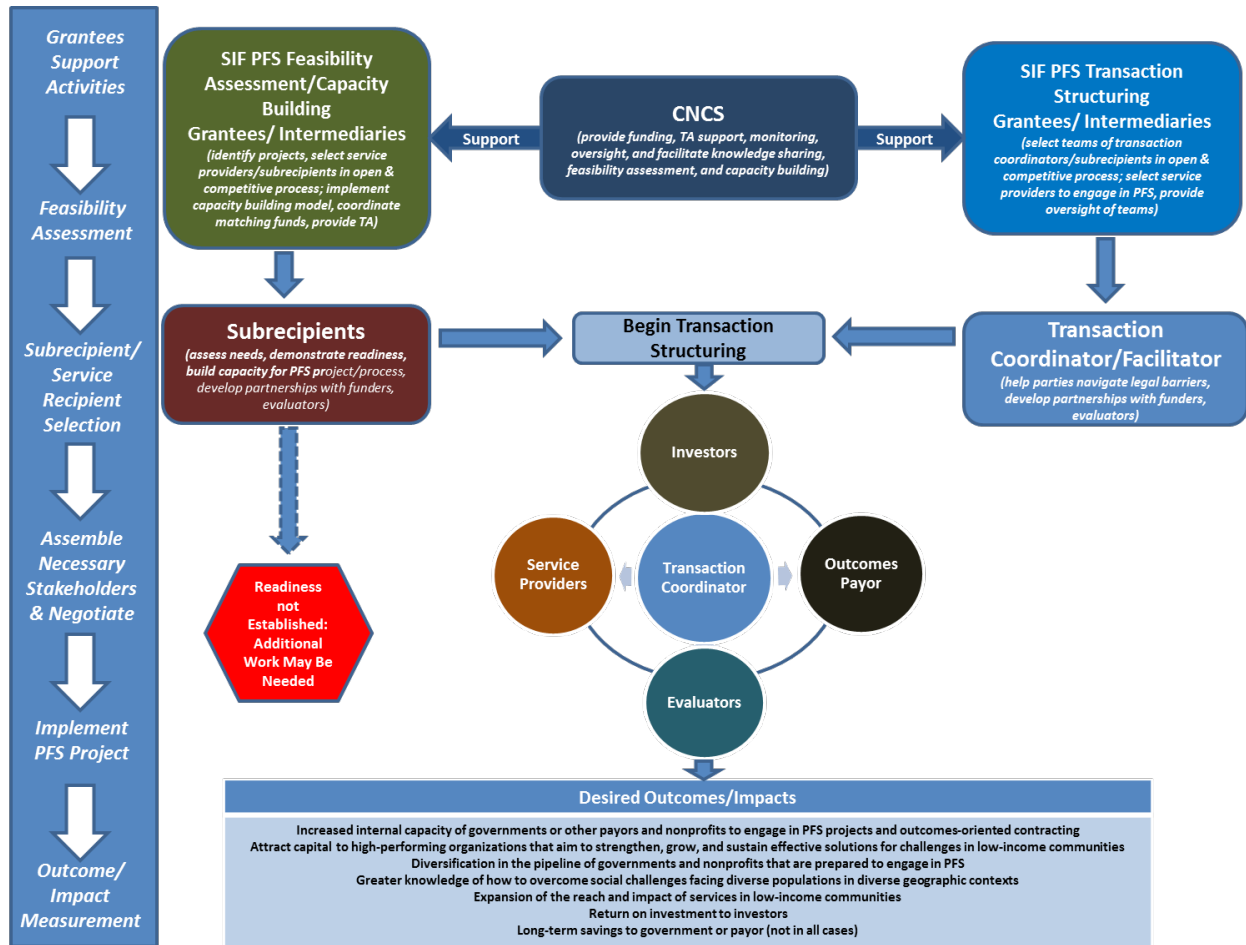 Grantees
Support
Activities
Feasibility
Assessment
Subrecipient/
Service
Recipient
Selection
Assemble
Necessary
Stakeholders
& Negotiate
Implement
PFS Project
Outcome/
Impact
Measurement
SIF PFS Feasibility
Assessment/Capacity
Building
Grantees/ Intermediaries
(identify projects, select service
providers/subrecipients in open &
competitive process; implement
capacity building model, coordinate
matching funds, provide TA)
Support
CNCS
(provide funding, TA support, monitoring,
oversight, and facilitate knowledge sharing,
feasibility assessment, and capacity building)
Support
SIF PFS Transaction
Structuring
Grantees/ Intermediaries
(select teams of transaction
coordinators/subrecipients in open &
competitive process; select service
providers to engage in PFS, provide
oversight of teams)
Subrecipients
(assess needs, demonstrate readiness,
build capacity for PFS project/process,
develop partnerships with funders,
evaluators)
Begin Transaction
Structuring
Transaction
Coordinator/Facilitator
(help parties navigate legal barriers,
develop partnerships with funders,
evaluators)
Readiness
not
Established:
Additional
Work May Be
Needed
Investors
Service
Providers
Transaction
Coordinator
Outcomes
Payor
Evaluators
Desired Outcomes/Impacts
Increased internal capacity of governments or other payors and nonprofits to engage in PFS projects and outcomes-oriented contracting
Attract capital to high-performing organizations that aim to strengthen, grow, and sustain effective solutions for challenges in low-income communities
Diversification in the pipeline of governments and nonprofits that are prepared to engage in PFS
Greater knowledge of how to overcome social challenges facing diverse populations in diverse geographic contexts
Expansion of the reach and impact of services in low-income communities
Return on investment to investors
Long-term savings to government or payor (not in all cases)